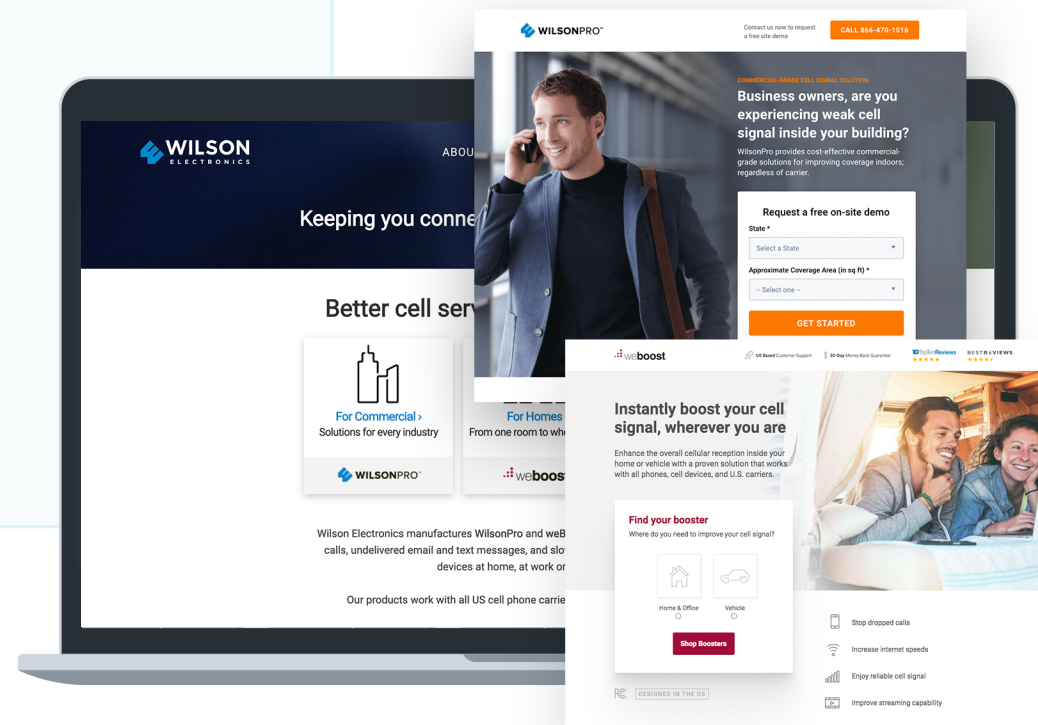 WILSONPRO™
Contact us now to request
a free site demo
CALL 866-470-1516
COMMERCIAL-GRADE CELL SIGNAL SOLUTION
Business owners, are you
experiencing weak cell
signal inside your building?
WilsonPro provides cost-effective commercial-
grade solutions for improving coverage indoors;
regardless of carrier.
Request a free on-site demo
State *
Select a State
Approximate Coverage Area (in sq ft) *
-- Select one --
GET STARTED
WILSON
ELECTRONICS
ABOU
Keeping you conne
Better cell serv
For Commercial ›
Solutions for every industry
WILSONPRO™
For Homes
From one room to who
weboost
Wilson Electronics manufactures WilsonPro and weB
calls, undelivered email and text messages, and slo
devices at home, at work or
Our products work with all US cell phone carrie
weboost
US Based Customer Support
30-Day Money Back Guarantee
10TopTenReviews
BESTREVIEWS
Instantly boost your cell
signal, wherever you are
Enhance the overall cellular reception inside your
home or vehicle with a proven solution that works
with all phones, cell devices, and U.S. carriers.
Find your booster
Where do you need to improve your cell signal?
Home & Office
Vehicle
Shop Boosters
FC
DESIGNED IN THE US
Stop dropped calls
Increase internet speeds
Enjoy reliable cell signal
Improve streaming capability